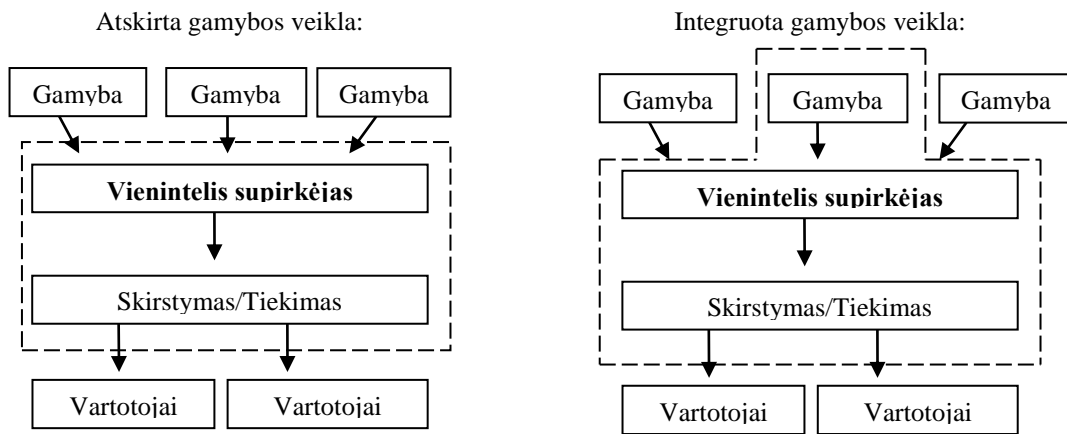 Atskirta gamybos veikla:
Gamyba
Gamyba
Gamyba
Vienintelis supirkėjas
Skirstymas/Tiekimas
Vartotojai
Vartotojai
Integruota gamybos veikla:
Gamyba
Gamyba
Gamyba
Vienintelis supirkėjas
Skirstymas/Tiekimas
Vartotojai
Vartotojai